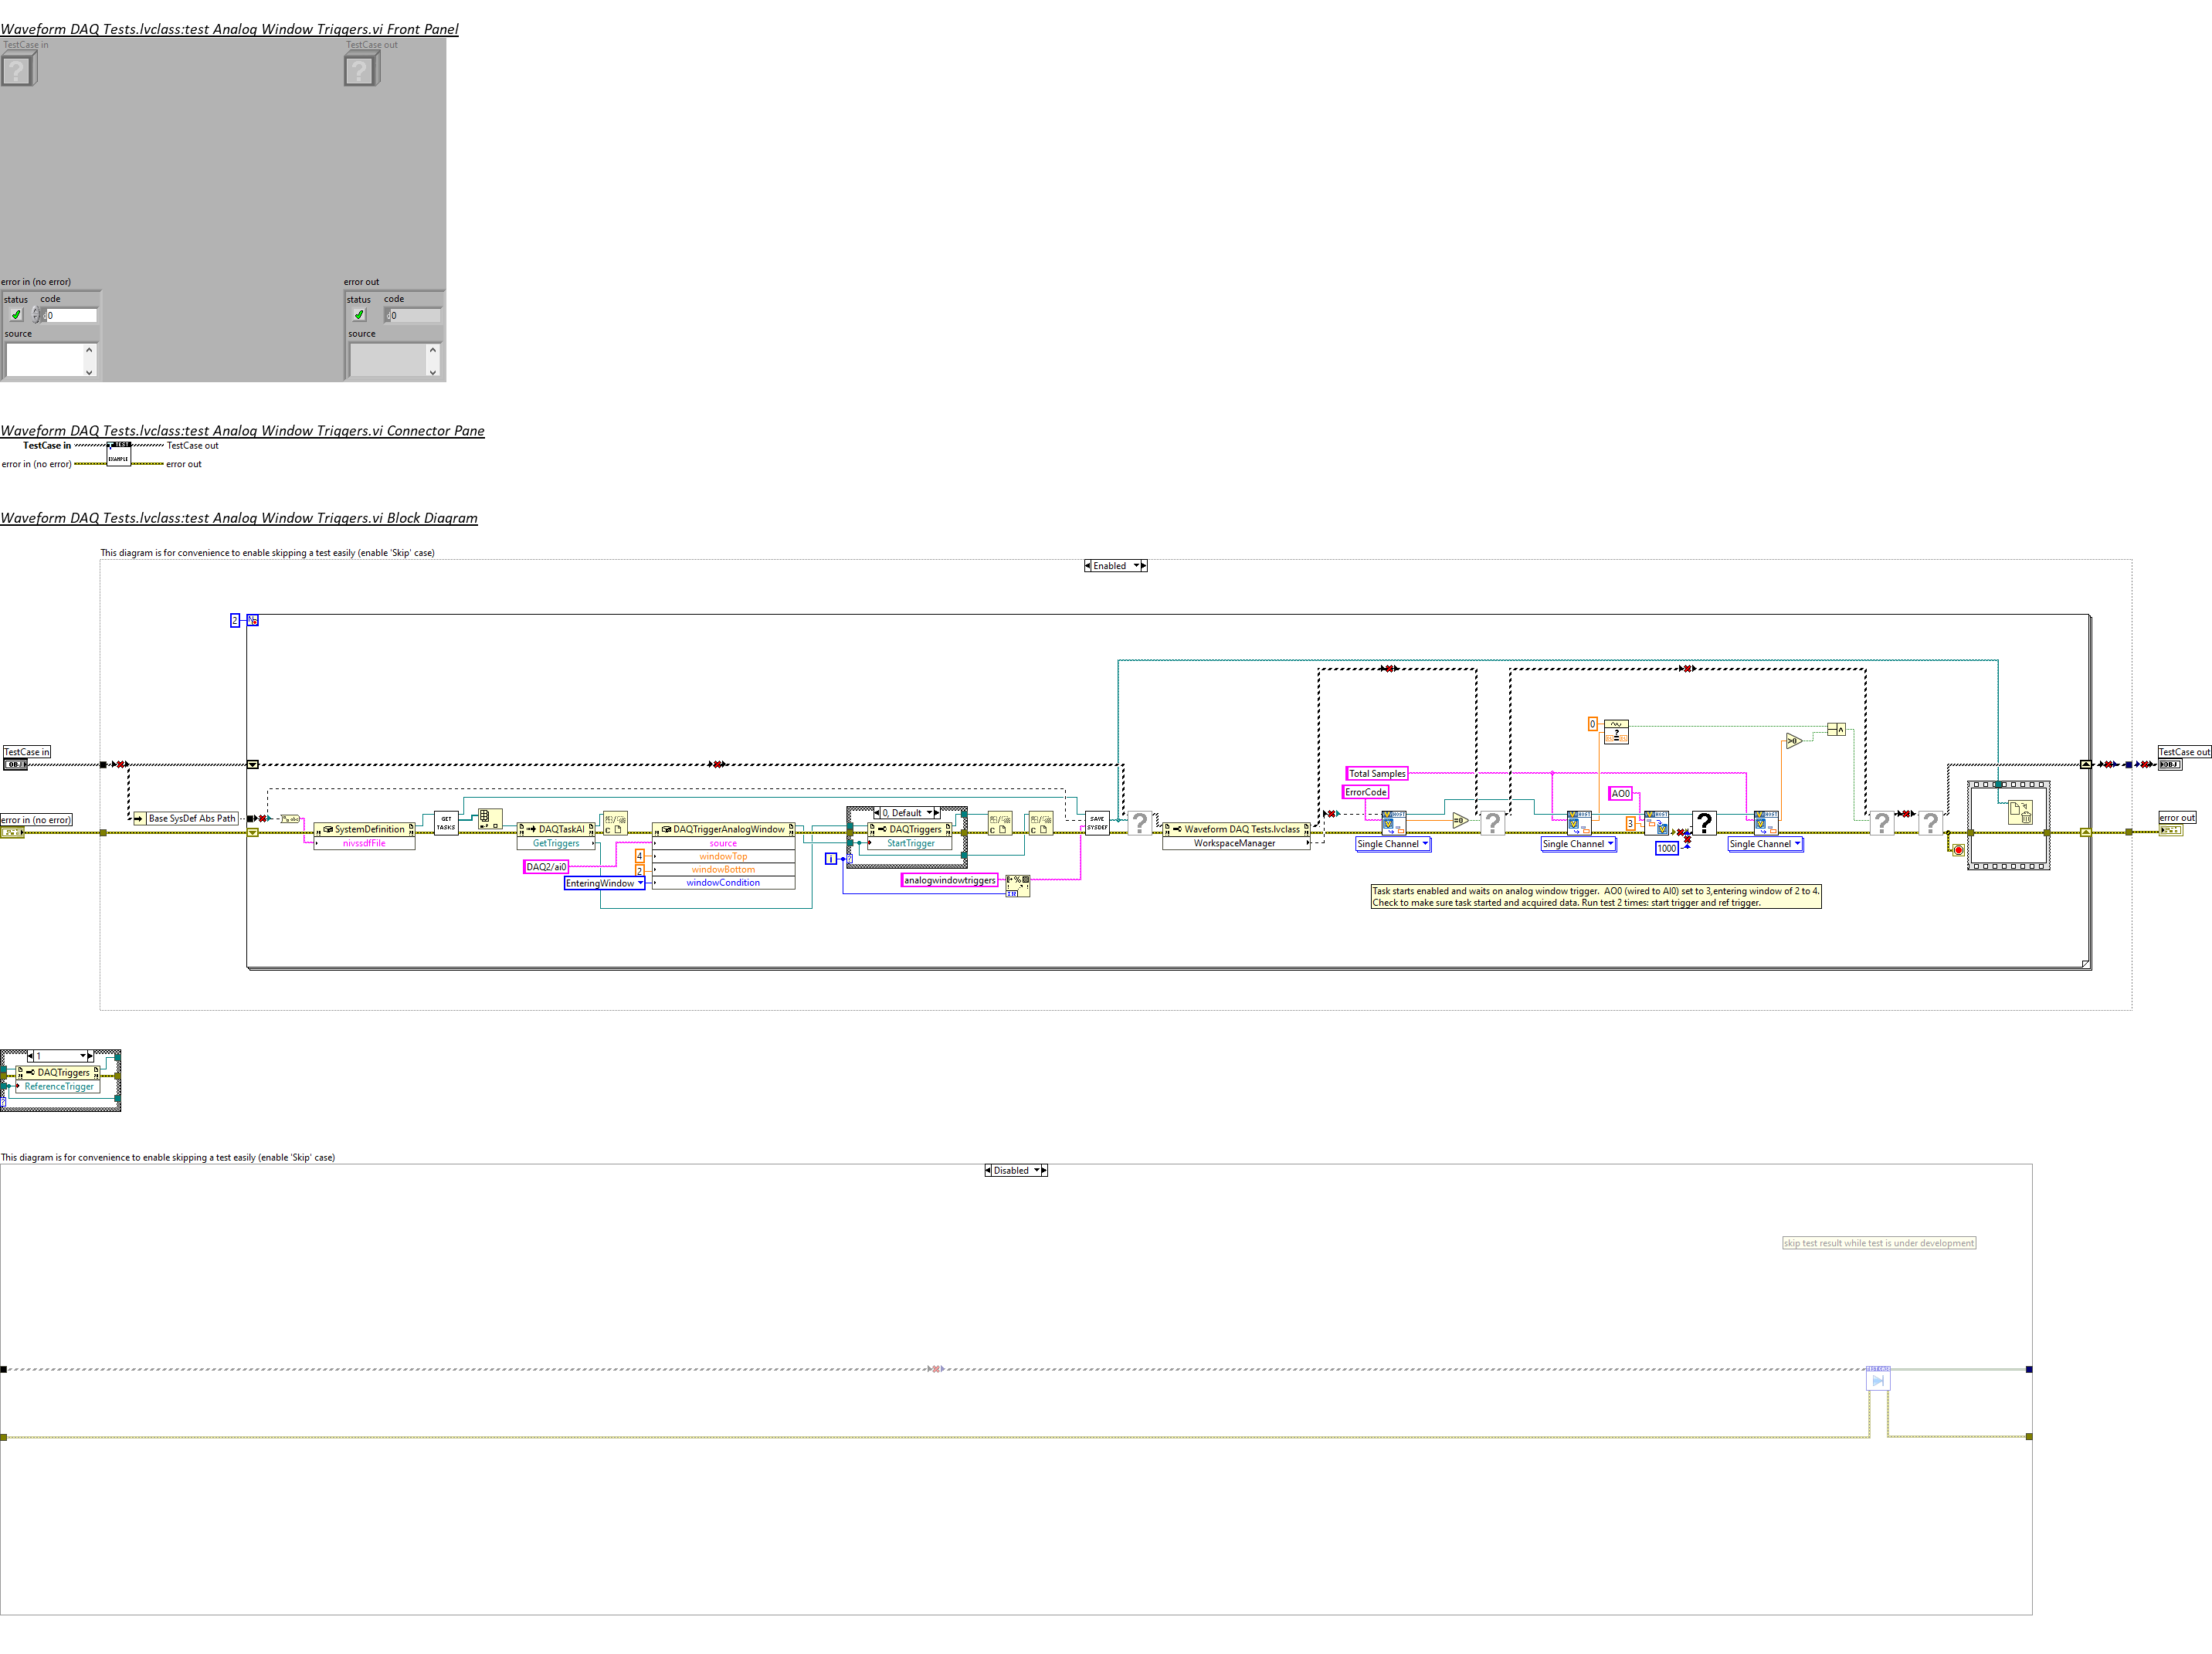 Waveform DAQ Tests.lvclass:test Analog Window Triggers.vi Front Panel
TestCase in
TestCase out
error in (no error)
error out
status code
status code
0
0
source
source
Waveform DAQ Tests.lvclass:test Analog Window Triggers.vi Connector Pane
TestCase in
TEST
EXAMPLE
TestCase out
error in (no error)
error out
Waveform DAQ Tests.lvclass:test Analog Window Triggers.vi Block Diagram
This diagram is for convenience to enable skipping a test easily (enable 'Skip' case)
Enabled
2
N
TestCase in
OBJ
error in (no error)
Base SysDef Abs Path
SystemDefinition
nivssdfFile
GET
TASKS
DAQTaskAI
GetTriggers
DAQ2/ai0
4
2
EnteringWindow
DAQTriggerAnalogWindow
source
windowTop
windowBottom
windowCondition
0, Default
DAQTriggers
StartTrigger
i
analogwindowtriggers
SAVE
SYSDEF
?
Waveform DAQ Tests.lvclass
WorkspaceManager
Total Samples
ErrorCode
HOST
Single Channel
=0
?
0
HOST
Single Channel
AO0
3
HOST
1000
?
HOST
Single Channel
>0
?
?
Task starts enabled and waits on analog window trigger.  AO0 (wired to AI0) set to 3,entering window of 2 to 4.
Check to make sure task started and acquired data. Run test 2 times: start trigger and ref trigger.
TestCase out
OBJ
error out
1
DAQTriggers
ReferenceTrigger
This diagram is for convenience to enable skipping a test easily (enable 'Skip' case)
Disabled
skip test result while test is under development